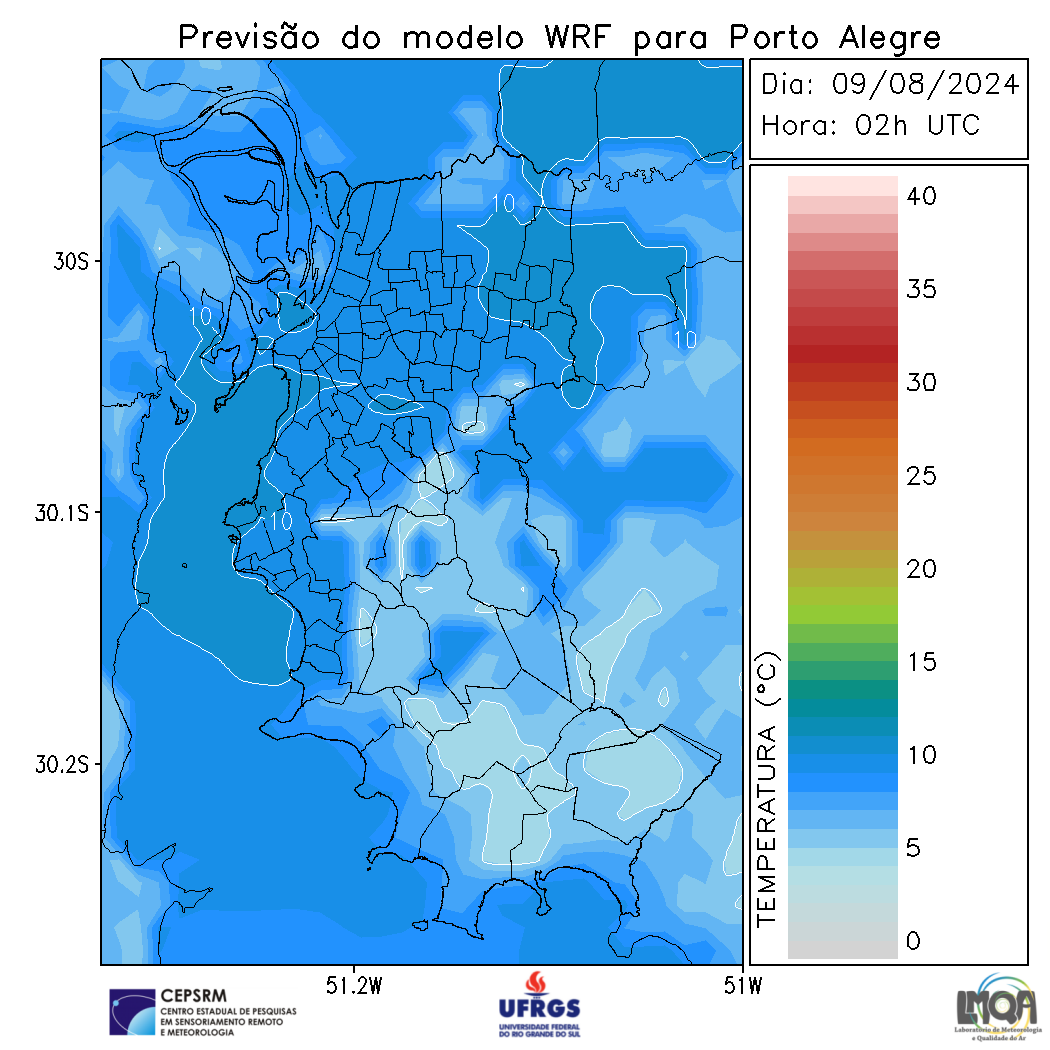 Previsão do modelo WRF para Porto Alegre
Dia: 09/08/2024
Hora: 02h UTC
30S
30.1S
30.2S
51.2W
51W
10
10
10
10
TEMPERATURA (°C)
40
35
30
25
20
15
10
5
0
CEPSRM
CENTRO ESTADUAL DE PESQUISAS
EM SENSORIAMENTO REMOTO
E METEOROLOGIA
UFRGS
UNIVERSIDADE FEDERAL
DO RIO GRANDE DO SUL
LMQA
Laboratório de Meteorologia
e Qualidade do Ar